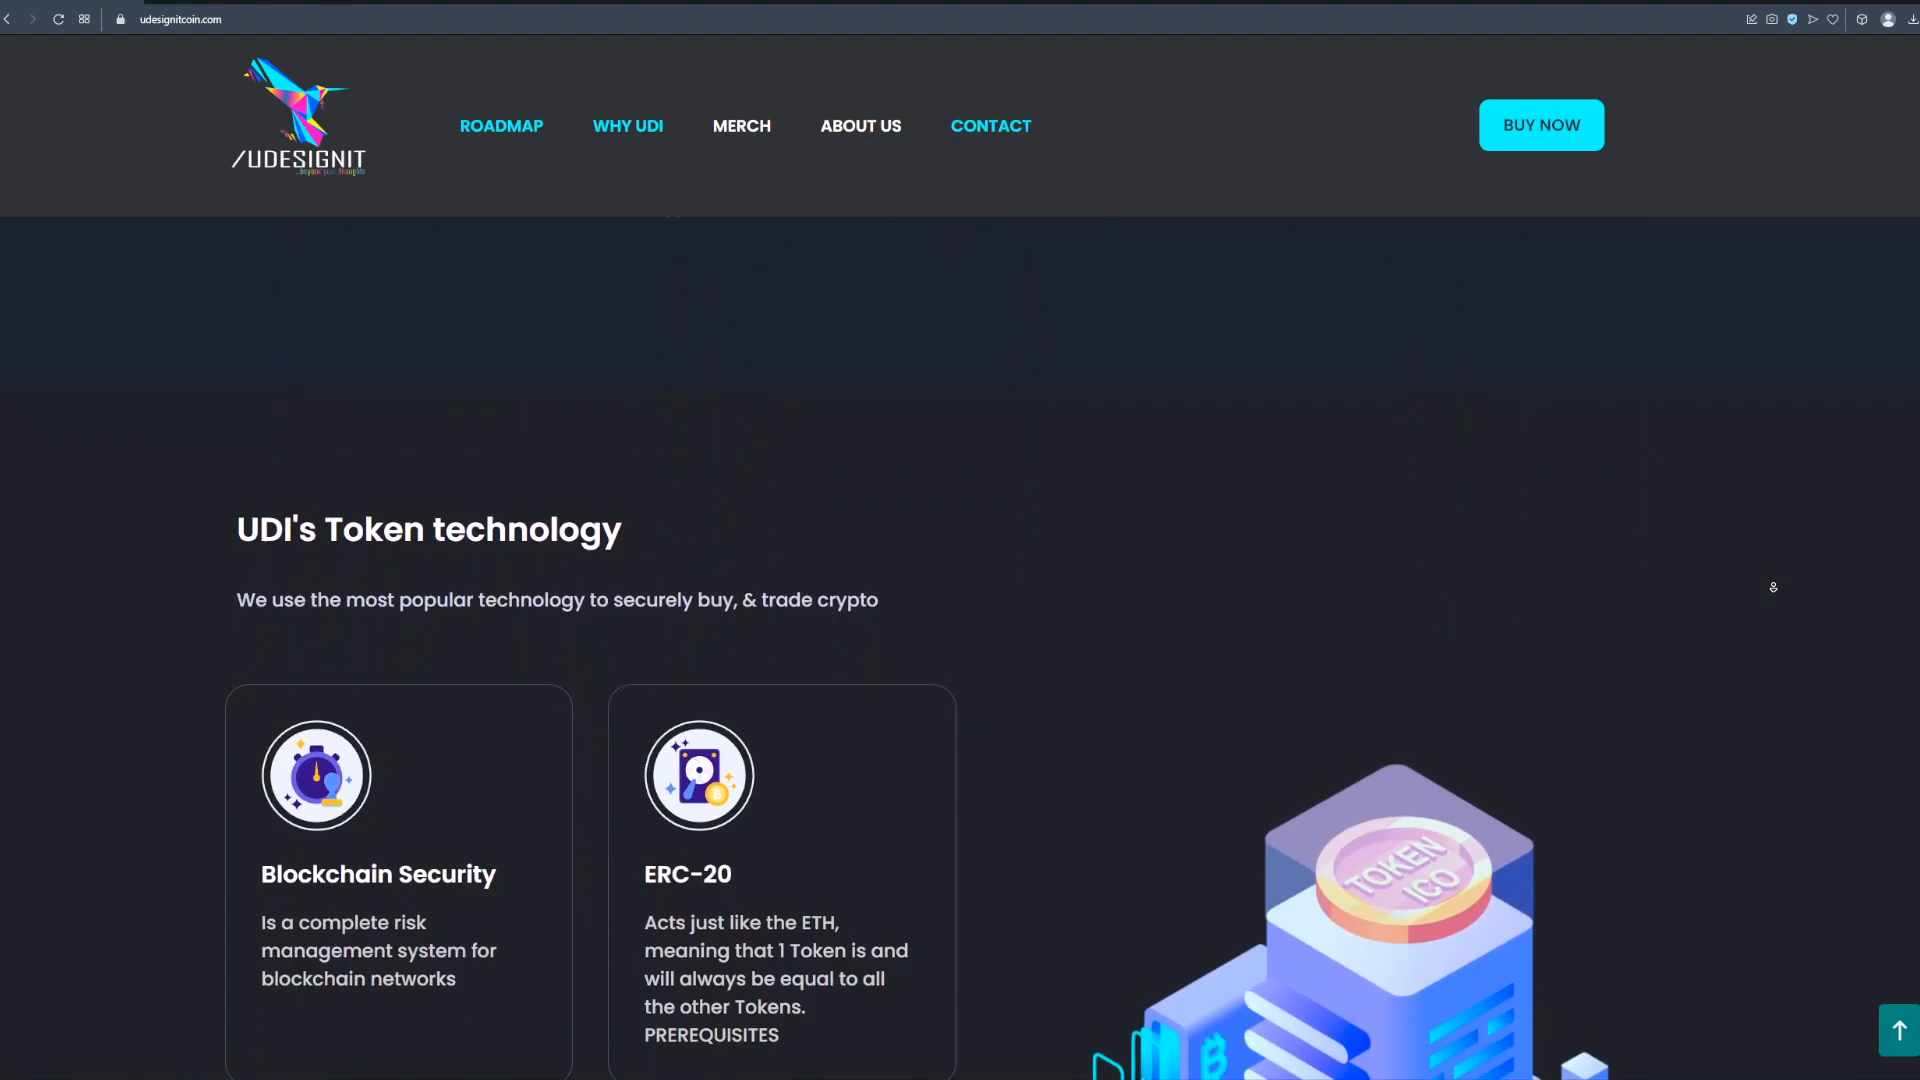 udesignitcoin.com
/UDESIGNIT
...beyond your thoughts
ROADMAP
WHY UDI
MERCH
ABOUT US
CONTACT
BUY NOW
UDI's Token technology
We use the most popular technology to securely buy, & trade crypto
Blockchain Security
Is a complete risk
management system for
blockchain networks
ERC-20
Acts just like the ETH,
meaning that 1 Token is and
will always be equal to all
the other Tokens.
PREREQUISITES
TOKEN
ICO